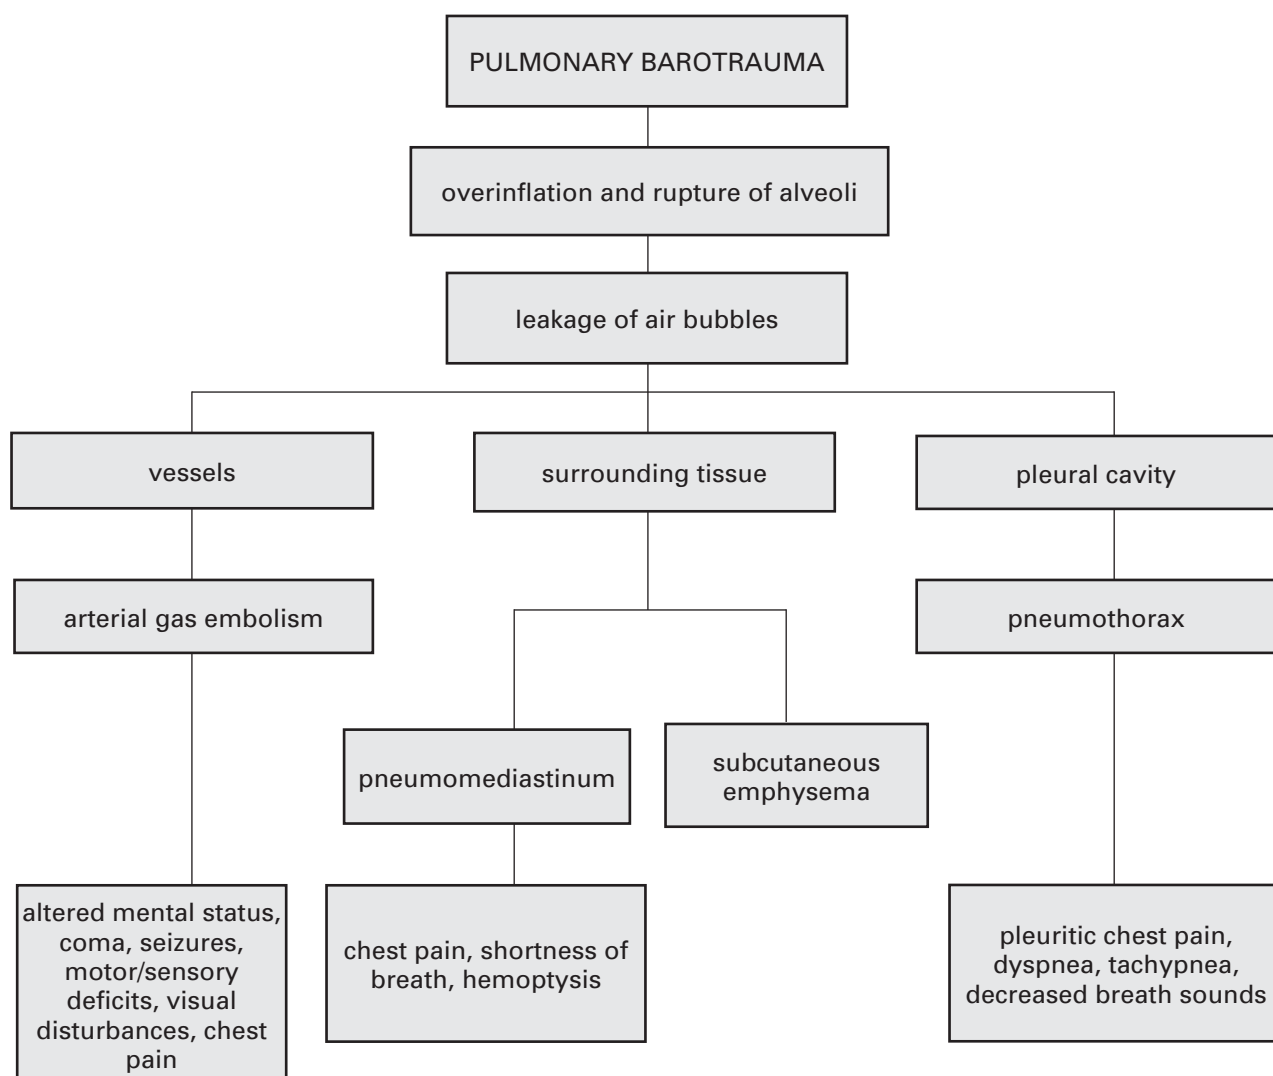 PULMONARY BAROTRAUMA
overinflation and rupture of alveoli
leakage of air bubbles
vessels
surrounding tissue
pleural cavity
arterial gas embolism
pneumothorax
pneumomediastinum
subcutaneous
emphysema
altered mental status,
coma, seizures,
motor/sensory
deficits, visual
disturbances, chest
pain
chest pain, shortness of
breath, hemoptysis
pleuritic chest pain,
dyspnea, tachypnea,
decreased breath sounds